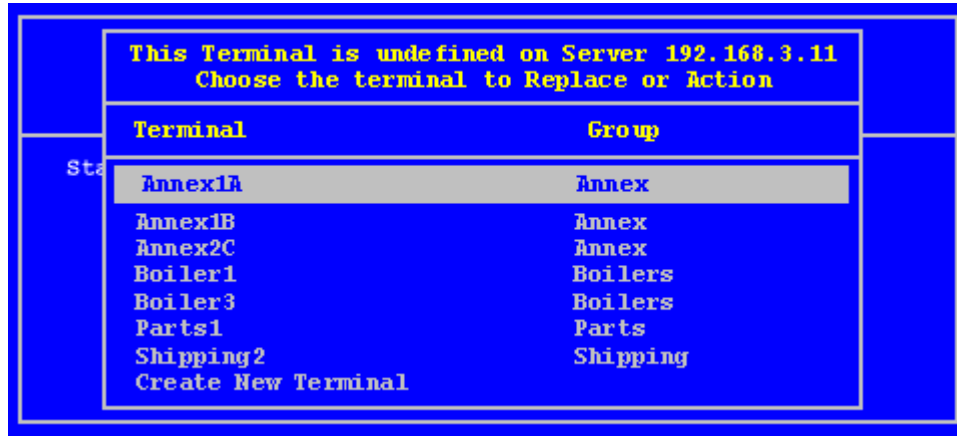 This Terminal is undefined on Server 192.168.3.11
Choose the terminal to Replace or Action
Terminal Group
Sta
Annex1A Annex
Annex1B Annex
Annex2C Annex
Boiler1 Boilers
Boiler3 Boilers
Parts1 Parts
Shipping2 Shipping
Create New Terminal